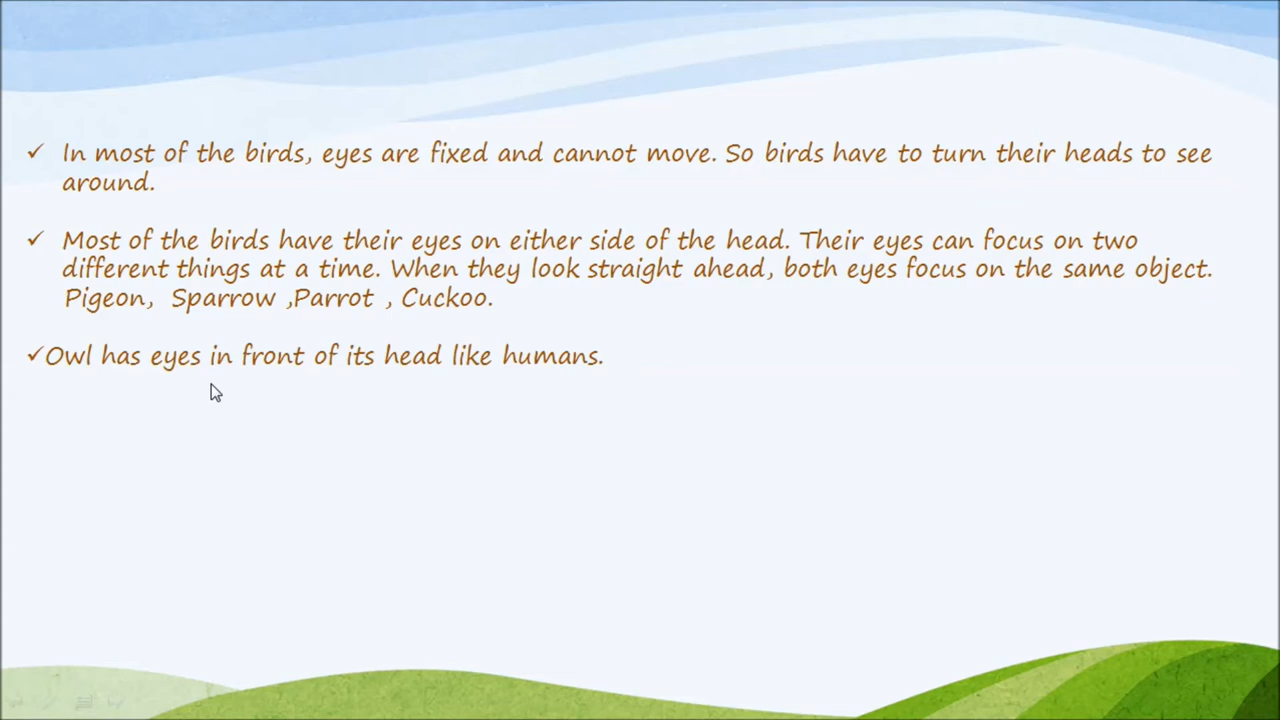 ✓ In most of the birds, eyes are fixed and cannot move. So birds have to turn their heads to see
around.
✓ Most of the birds have their eyes on either side of the head. Their eyes can focus on two
different things at a time. When they look straight ahead, both eyes focus on the same object.
Pigeon, Sparrow ,Parrot , Cuckoo.
✓Owl has eyes in front of its head like humans.